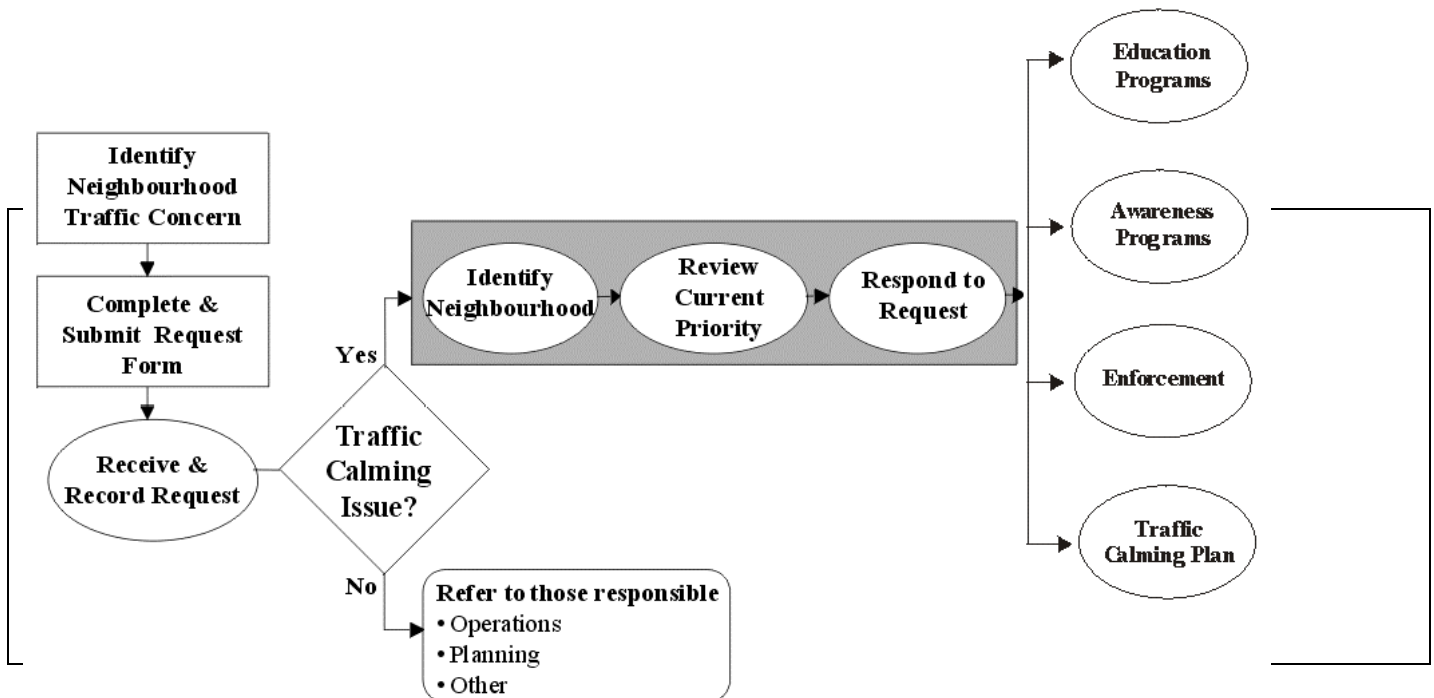 Identify
Neighbourhood
Traffic Concern
Complete &
Submit Request
Form
Receive &
Record Request
Traffic
Calming
Issue?
Yes
Identify
Neighbourhood
Review
Current
Priority
Respond to
Request
Education
Programs
Awareness
Programs
Enforcement
Traffic
Calming Plan
No
Refer to those responsible
• Operations
• Planning
• Other